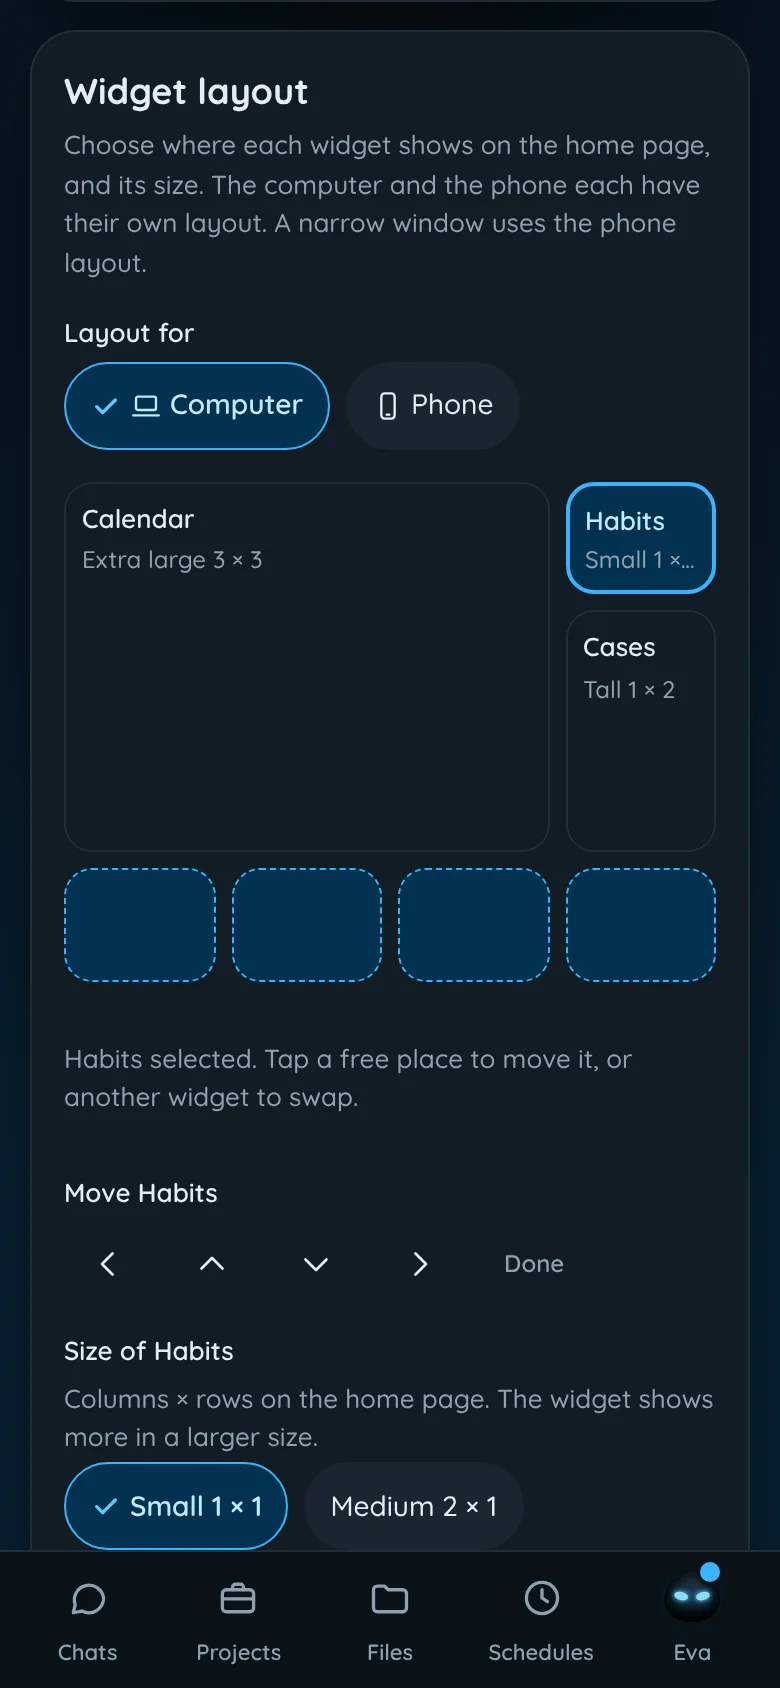 Widget layout
Choose where each widget shows on the home page,
and its size. The computer and the phone each have
their own layout. A narrow window uses the phone
layout.
Layout for
Computer
Phone
Calendar
Extra large 3 × 3
Habits
Small 1 ×...
Cases
Tall 1 × 2
Habits selected. Tap a free place to move it, or
another widget to swap.
Move Habits
Done
Size of Habits
Columns × rows on the home page. The widget shows
more in a larger size.
Small 1 × 1
Medium 2 × 1
Chats
Projects
Files
Schedules
Eva